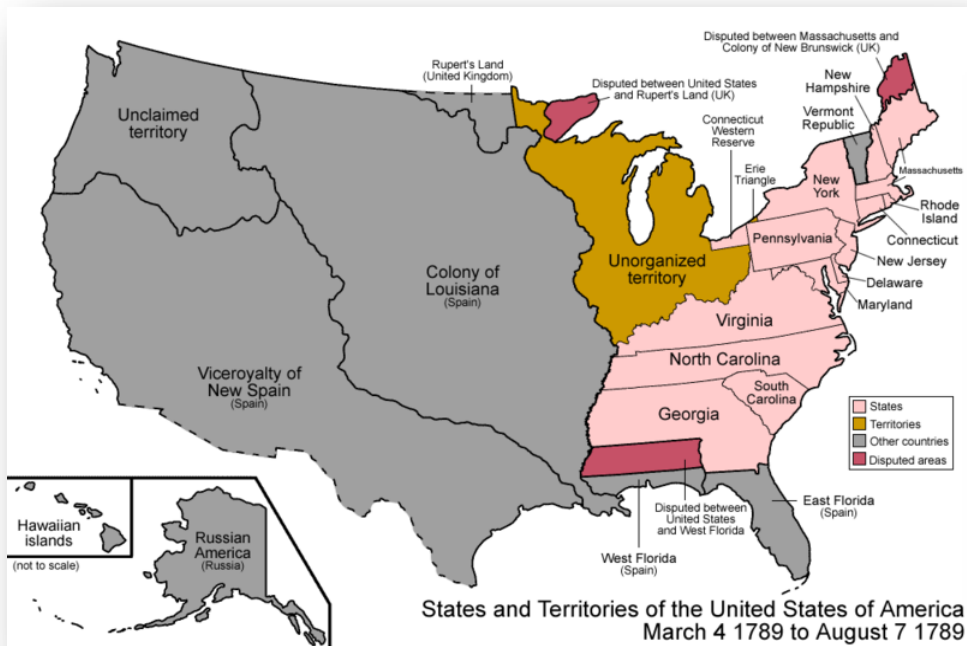 Disputed between Massachusetts and
Colony of New Brunswick (UK)
Rupert's Land
(United Kingdom)
Disputed between United States
and Rupert's Land (UK)
New
Hampshire
Vermont
Republic
Unclaimed
territory
Connecticut
Western
Reserve
Erie
Triangle
New
York
Massachusetts
Rhode
Island
Connecticut
Pennsylvania
New Jersey
Delaware
Maryland
Unorganized
territory
Colony of
Louisiana
(Spain)
Virginia
North Carolina
South
Carolina
Georgia
Viceroyalty of
New Spain
(Spain)
States
Territories
Other countries
Disputed areas
East Florida
(Spain)
Disputed between
United States
and West Florida
West Florida
(Spain)
Hawaiian
islands
(not to scale)
Russian
America
(Russia)
States and Territories of the United States of America
March 4 1789 to August 7 1789